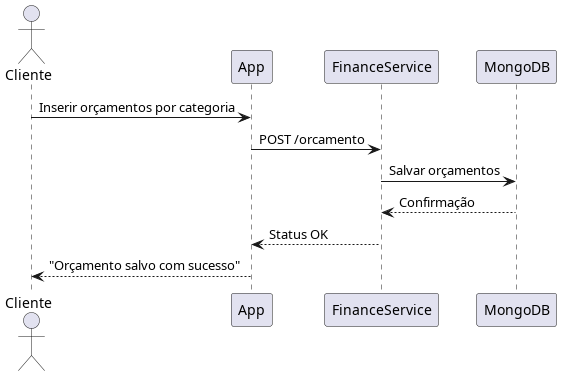 Cliente
App
FinanceService
MongoDB
Inserir orçamentos por categoria
POST /orcamento
Salvar orçamentos
Confirmação
Status OK
"Orçamento salvo com sucesso"
Cliente
App
FinanceService
MongoDB